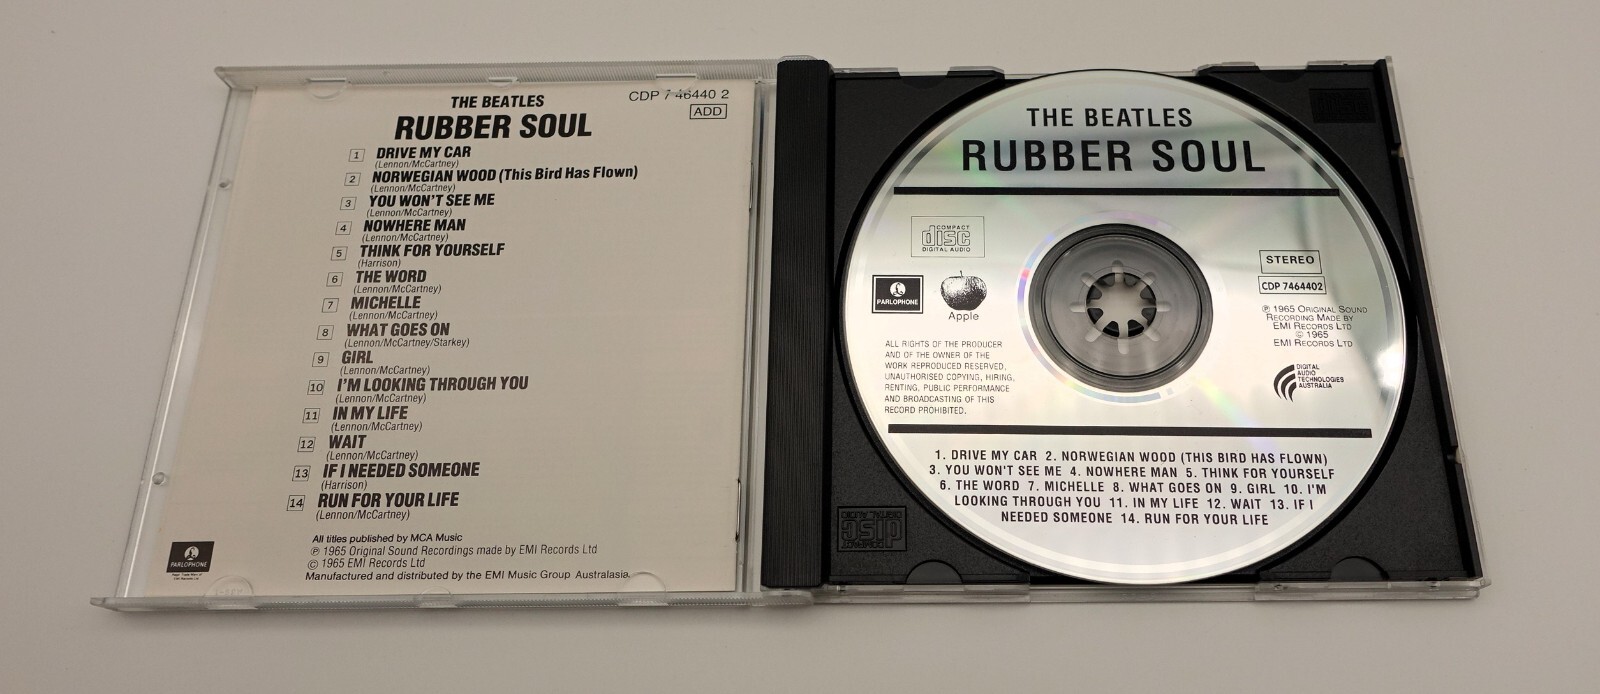 THE BEATLES
RUBBER SOUL
CDP 7 46440 2
ADD
1 DRIVE MY CAR
(Lennon/McCartney)
2 NORWEGIAN WOOD (This Bird Has Flown)
(Lennon/McCartney)
3 YOU WON'T SEE ME
(Lennon/McCartney)
4 NOWHERE MAN
(Lennon/McCartney)
5 THINK FOR YOURSELF
(Harrison)
6 THE WORD
(Lennon/McCartney)
7 MICHELLE
(Lennon/McCartney)
8 WHAT GOES ON
(Lennon/McCartney/Starkey)
9 GIRL
(Lennon/McCartney)
10 I'M LOOKING THROUGH YOU
(Lennon/McCartney)
11 IN MY LIFE
(Lennon/McCartney)
12 WAIT
(Lennon/McCartney)
13 IF I NEEDED SOMEONE
(Harrison)
14 RUN FOR YOUR LIFE
(Lennon/McCartney)
All titles published by MCA Music
℗ 1965 Original Sound Recordings made by EMI Records Ltd
© 1965 EMI Records Ltd
Manufactured and distributed by the EMI Music Group Australasia.
PARLOPHONE
THE BEATLES
RUBBER SOUL
COMPACT
disc
DIGITAL AUDIO
PARLOPHONE
Apple
STEREO
CDP 7464402
℗ 1965 ORIGINAL SOUND
RECORDING MADE BY
EMI RECORDS LTD
© 1965
EMI RECORDS LTD
DIGITAL
AUDIO
TECHNOLOGIES
AUSTRALIA
ALL RIGHTS OF THE PRODUCER
AND OF THE OWNER OF THE
WORK REPRODUCED RESERVED.
UNAUTHORISED COPYING, HIRING,
RENTING, PUBLIC PERFORMANCE
AND BROADCASTING OF THIS
RECORD PROHIBITED.
1. DRIVE MY CAR 2. NORWEGIAN WOOD (THIS BIRD HAS FLOWN)
3. YOU WON'T SEE ME 4. NOWHERE MAN 5. THINK FOR YOURSELF
6. THE WORD 7. MICHELLE 8. WHAT GOES ON 9. GIRL 10. I'M
LOOKING THROUGH YOU 11. IN MY LIFE 12. WAIT 13. IF I
NEEDED SOMEONE 14. RUN FOR YOUR LIFE
COMPACT
disc
DIGITAL AUDIO